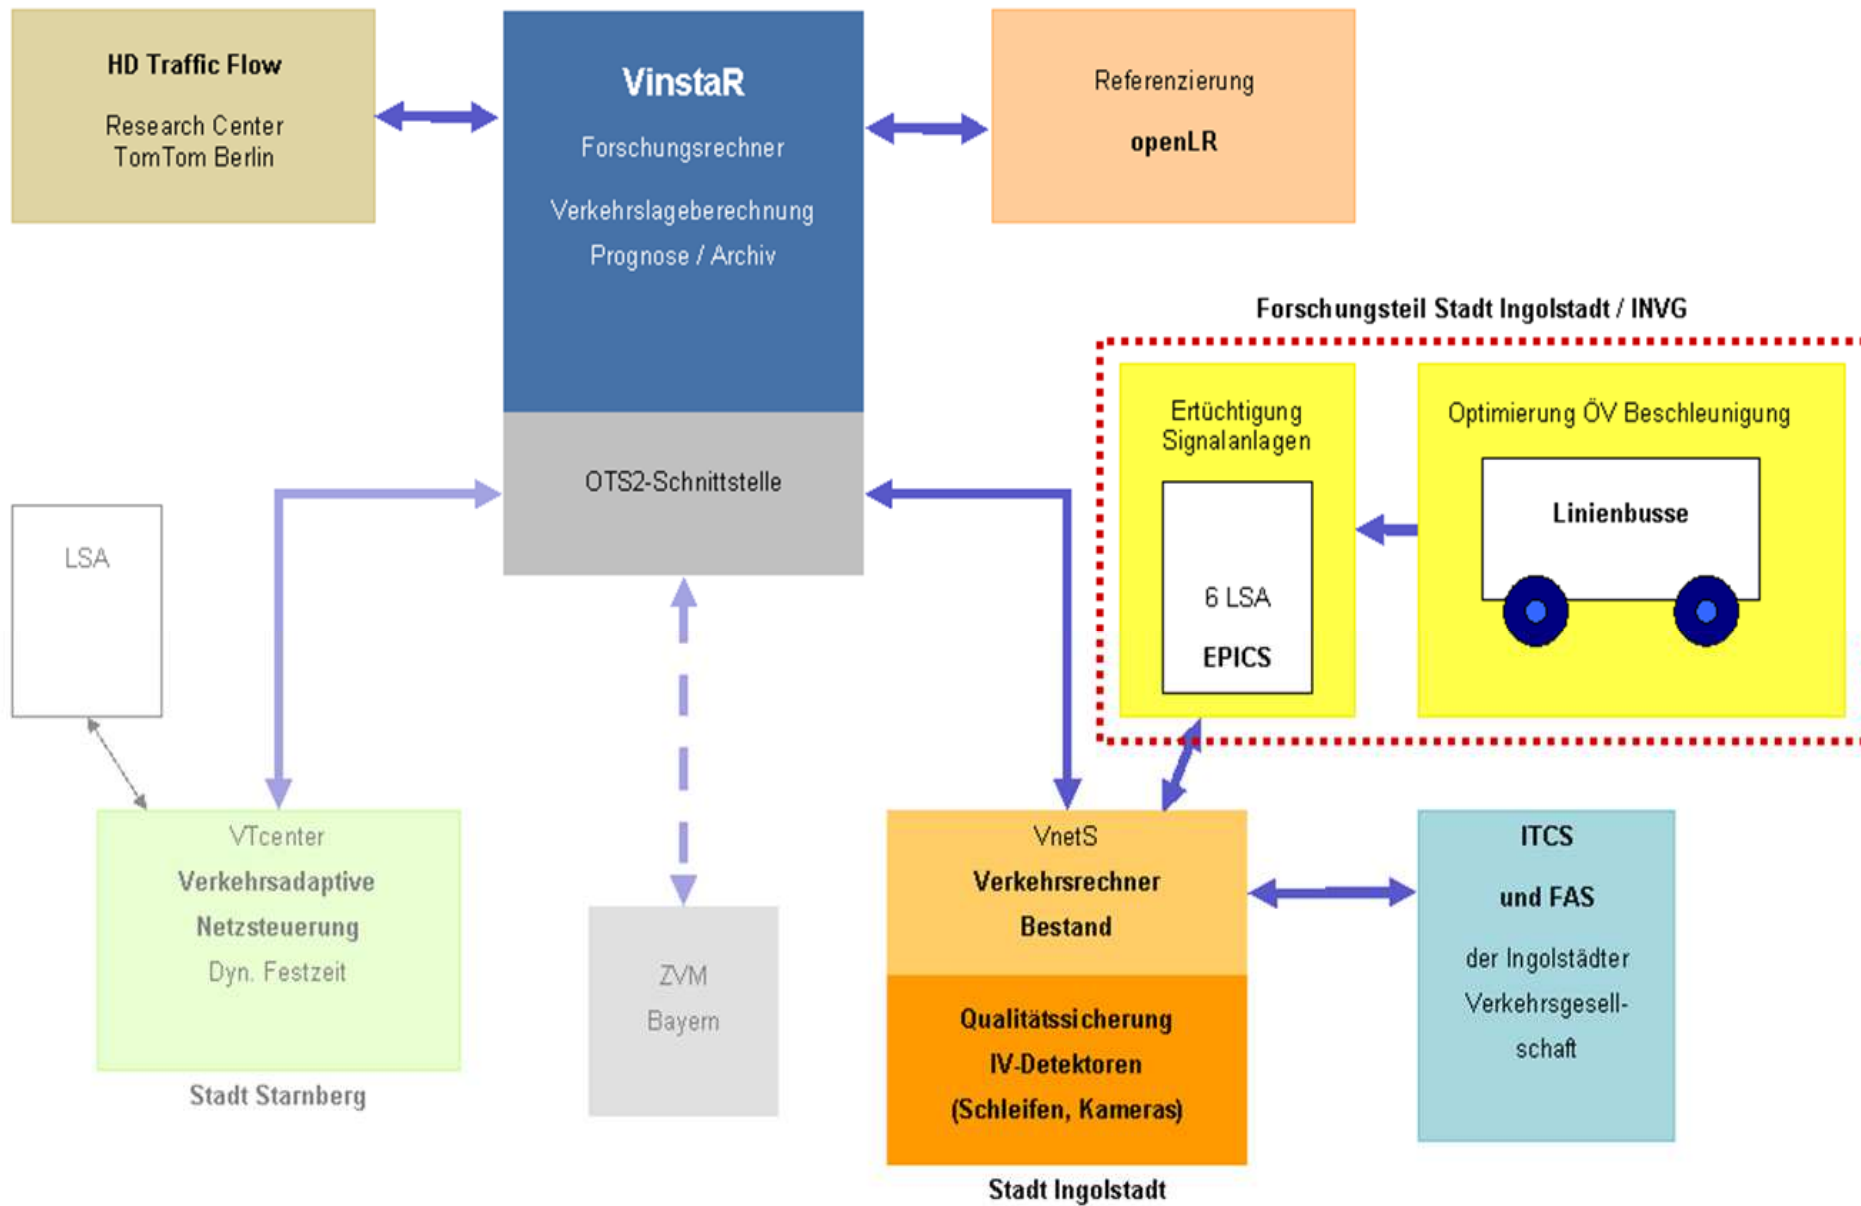 HD Traffic Flow
Research Center
TomTom Berlin
VinstaR
Forschungsrechner
Verkehrslageberechnung
Prognose / Archiv
OTS2-Schnittstelle
Referenzierung
openLR
Forschungsteil Stadt Ingolstadt / INVG
Ertüchtigung
Signalanlagen
6 LSA
EPICS
Optimierung ÖV Beschleunigung
Linienbusse
LSA
VTcenter
Verkehrsadaptive
Netzsteuerung
Dyn. Festzeit
Stadt Starnberg
ZVM
Bayern
VnetS
Verkehrsrechner
Bestand
Qualitätssicherung
IV-Detektoren
(Schleifen, Kameras)
Stadt Ingolstadt
ITCS
und FAS
der Ingolstädter
Verkehrsgesell-
schaft